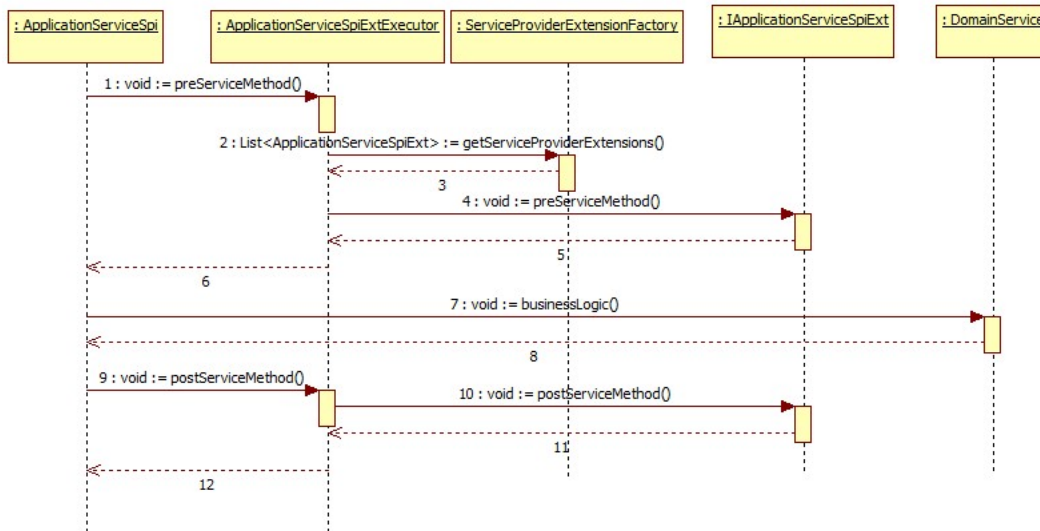 : ApplicationServiceSpi
: ApplicationServiceSpiExtExecutor
: ServiceProviderExtensionFactory
: IApplicationServiceSpiExt
: DomainService
1 : void := preServiceMethod()
2 : List<ApplicationServiceSpiExt> := getServiceProviderExtensions()
3
4 : void := preServiceMethod()
5
6
7 : void := businessLogic()
8
9 : void := postServiceMethod()
10 : void := postServiceMethod()
11
12